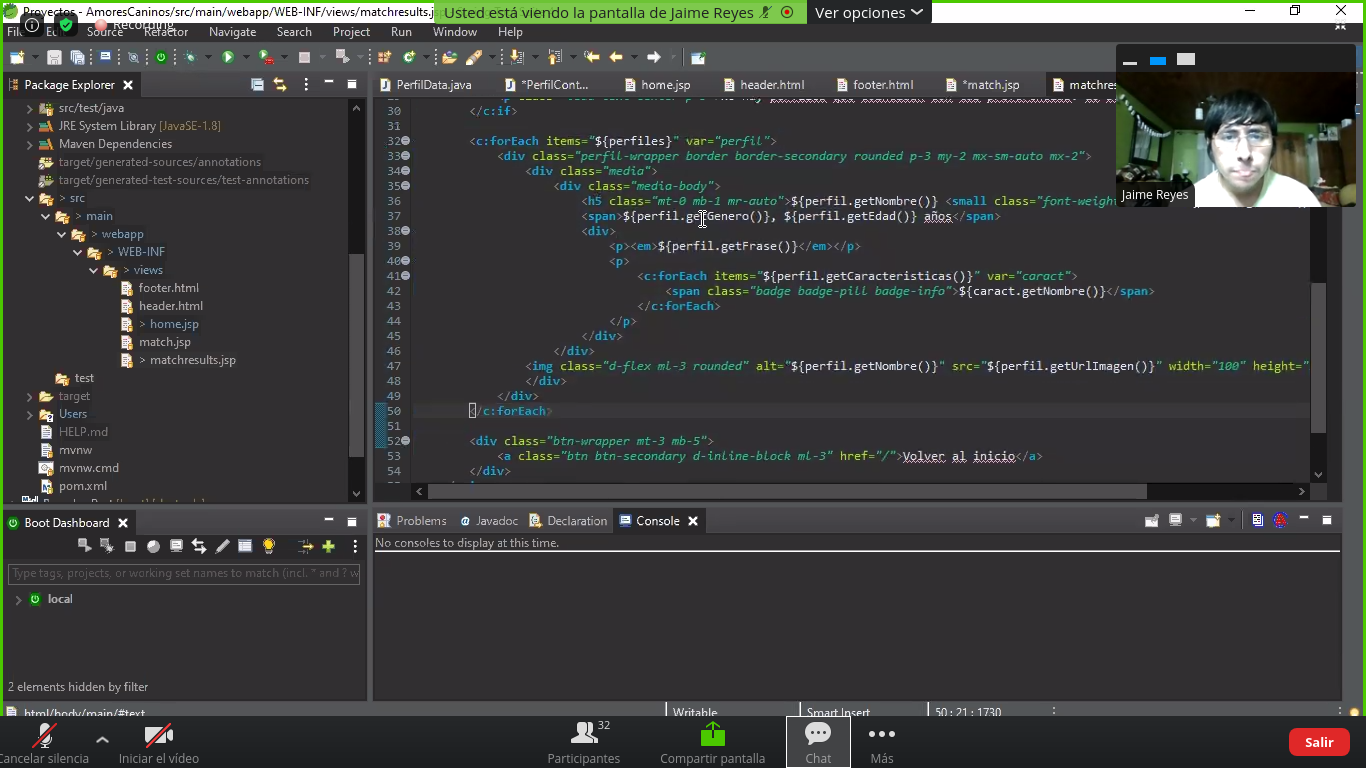 Proyectos - AmoresCaninos/src/main/webapp/WEB-INF/views/matchresults.j
Usted está viendo la pantalla de Jaime Reyes
Ver opciones
Recording
Source Refactor Navigate Search Project Run Window Help
Package Explorer
PerfilData.java
*PerfilCont...
home.jsp
header.html
footer.html
*match.jsp
matchres
src/test/java
JRE System Library [JavaSE-1.8]
Maven Dependencies
target/generated-sources/annotations
target/generated-test-sources/test-annotations
> src
> main
> webapp
> WEB-INF
> views
footer.html
header.html
> home.jsp
match.jsp
> matchresults.jsp
test
target
Users
HELP.md
mvnw
mvnw.cmd
pom.xml
30 </c:if>
31
32 <c:forEach items="${perfiles}" var="perfil">
33 <div class="perfil-wrapper border border-secondary rounded p-3 my-2 mx-sm-auto mx-2">
34 <div class="media">
35 <div class="media-body">
36 <h5 class="mt-0 mb-1 mr-auto">${perfil.getNombre()} <small class="font-weight
37 <span>${perfil.getGenero()}, ${perfil.getEdad()} años</span>
38 <div>
39 <p><em>${perfil.getFrase()}</em></p>
40 <p>
41 <c:forEach items="${perfil.getCaracteristicas()}" var="caract">
42 <span class="badge badge-pill badge-info">${caract.getNombre()}</span>
43 </c:forEach>
44 </p>
45 </div>
46 </div>
47 <img class="d-flex ml-3 rounded" alt="${perfil.getNombre()}" src="${perfil.getUrlImagen()}" width="100" height="
48 </div>
49 </div>
50 </c:forEach>
51
52 <div class="btn-wrapper mt-3 mb-5">
53 <a class="btn btn-secondary d-inline-block ml-3" href="/">Volver al inicio</a>
54 </div>
Jaime Reyes
Boot Dashboard
Type tags, projects, or working set names to match (incl. * and ? w
local
2 elements hidden by filter
Problems
Javadoc
Declaration
Console
No consoles to display at this time.
html/body/main/#text
Writable
Smart Insert
50 : 21 : 1730
Cancelar silencia
Iniciar el vídeo
32
Participantes
Compartir pantalla
Chat
Más
Salir